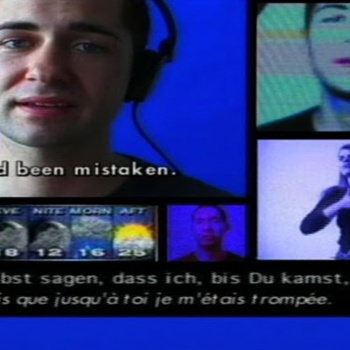 d been mistaken.
EVE NITE MORN AFT
18 12 16 25
bst sagen, dass ich, bis Du kamst,
is que jusqu'à toi je m'étais trompée.